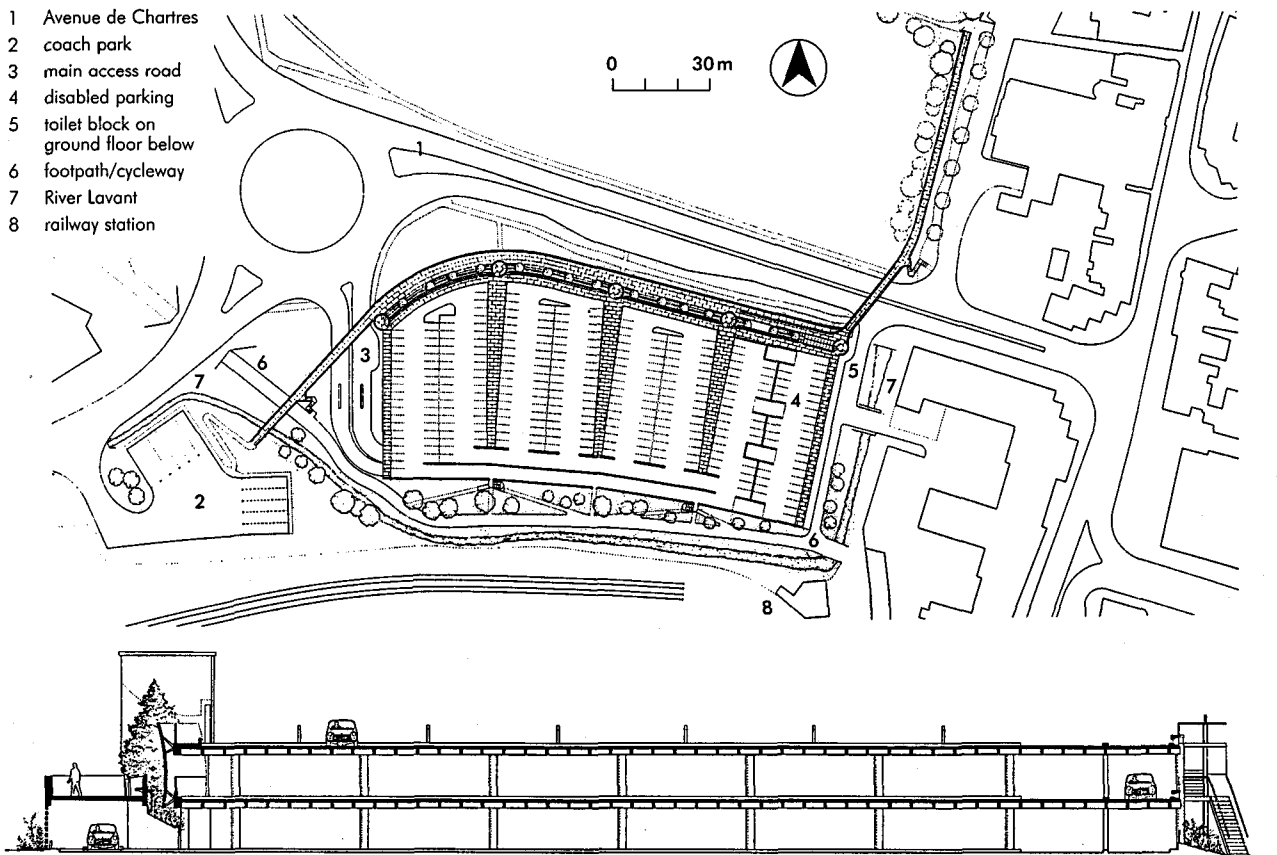 1 Avenue de Chartres
2 coach park
3 main access road
4 disabled parking
5 toilet block on
ground floor below
6 footpath/cycleway
7 River Lavant
8 railway station
0 30 m
1
3
6
7
5
7
4
2
6
8